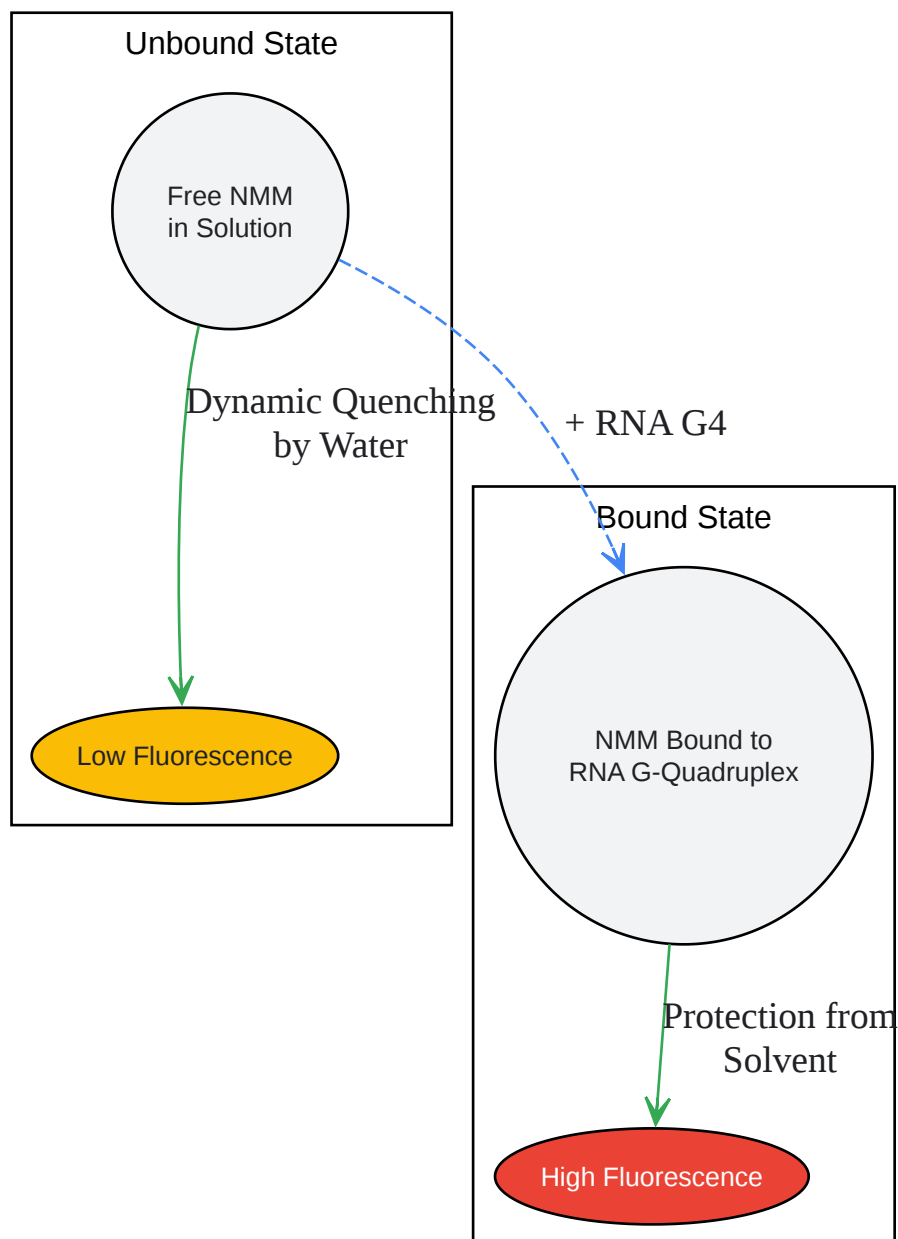 Unbound State
Free NMM
in Solution
Dynamic Quenching
by Water
+ RNA G4
Low Fluorescence
Bound State
NMM Bound to
RNA G-Quadruplex
Protection from
Solvent
High Fluorescence